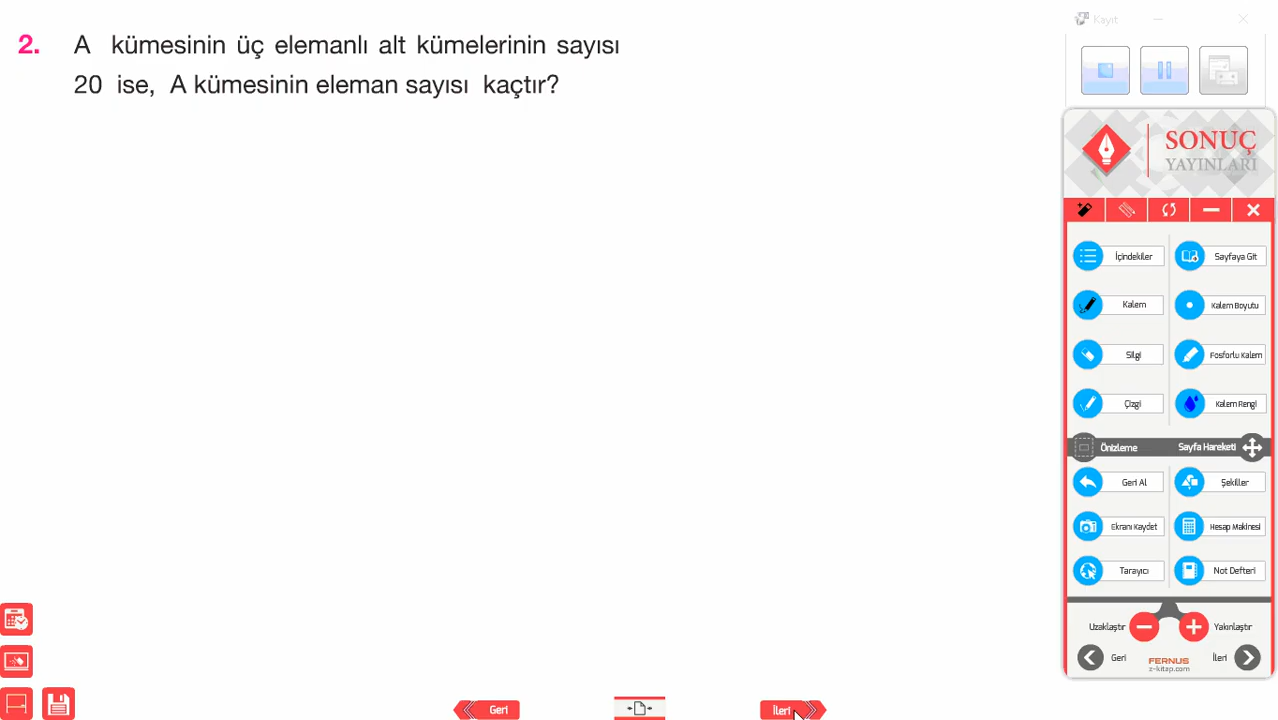 2. A kümesinin üç elemanlı alt kümelerinin sayısı
20 ise, A kümesinin eleman sayısı kaçtır?
Kayıt
SONUÇ
YAYINLARI
İçindekiler
Sayfaya Git
Kalem
Kalem Boyutu
Silgi
Fosforlu Kalem
Çizgi
Kalem Rengi
Önizleme
Sayfa Hareketi
Geri Al
Şekiller
Ekranı Kaydet
Hesap Makinesi
Tarayıcı
Not Defteri
Uzaklaştır
Yakınlaştır
Geri
FERNUS
z-kitap.com
İleri
Geri
İleri